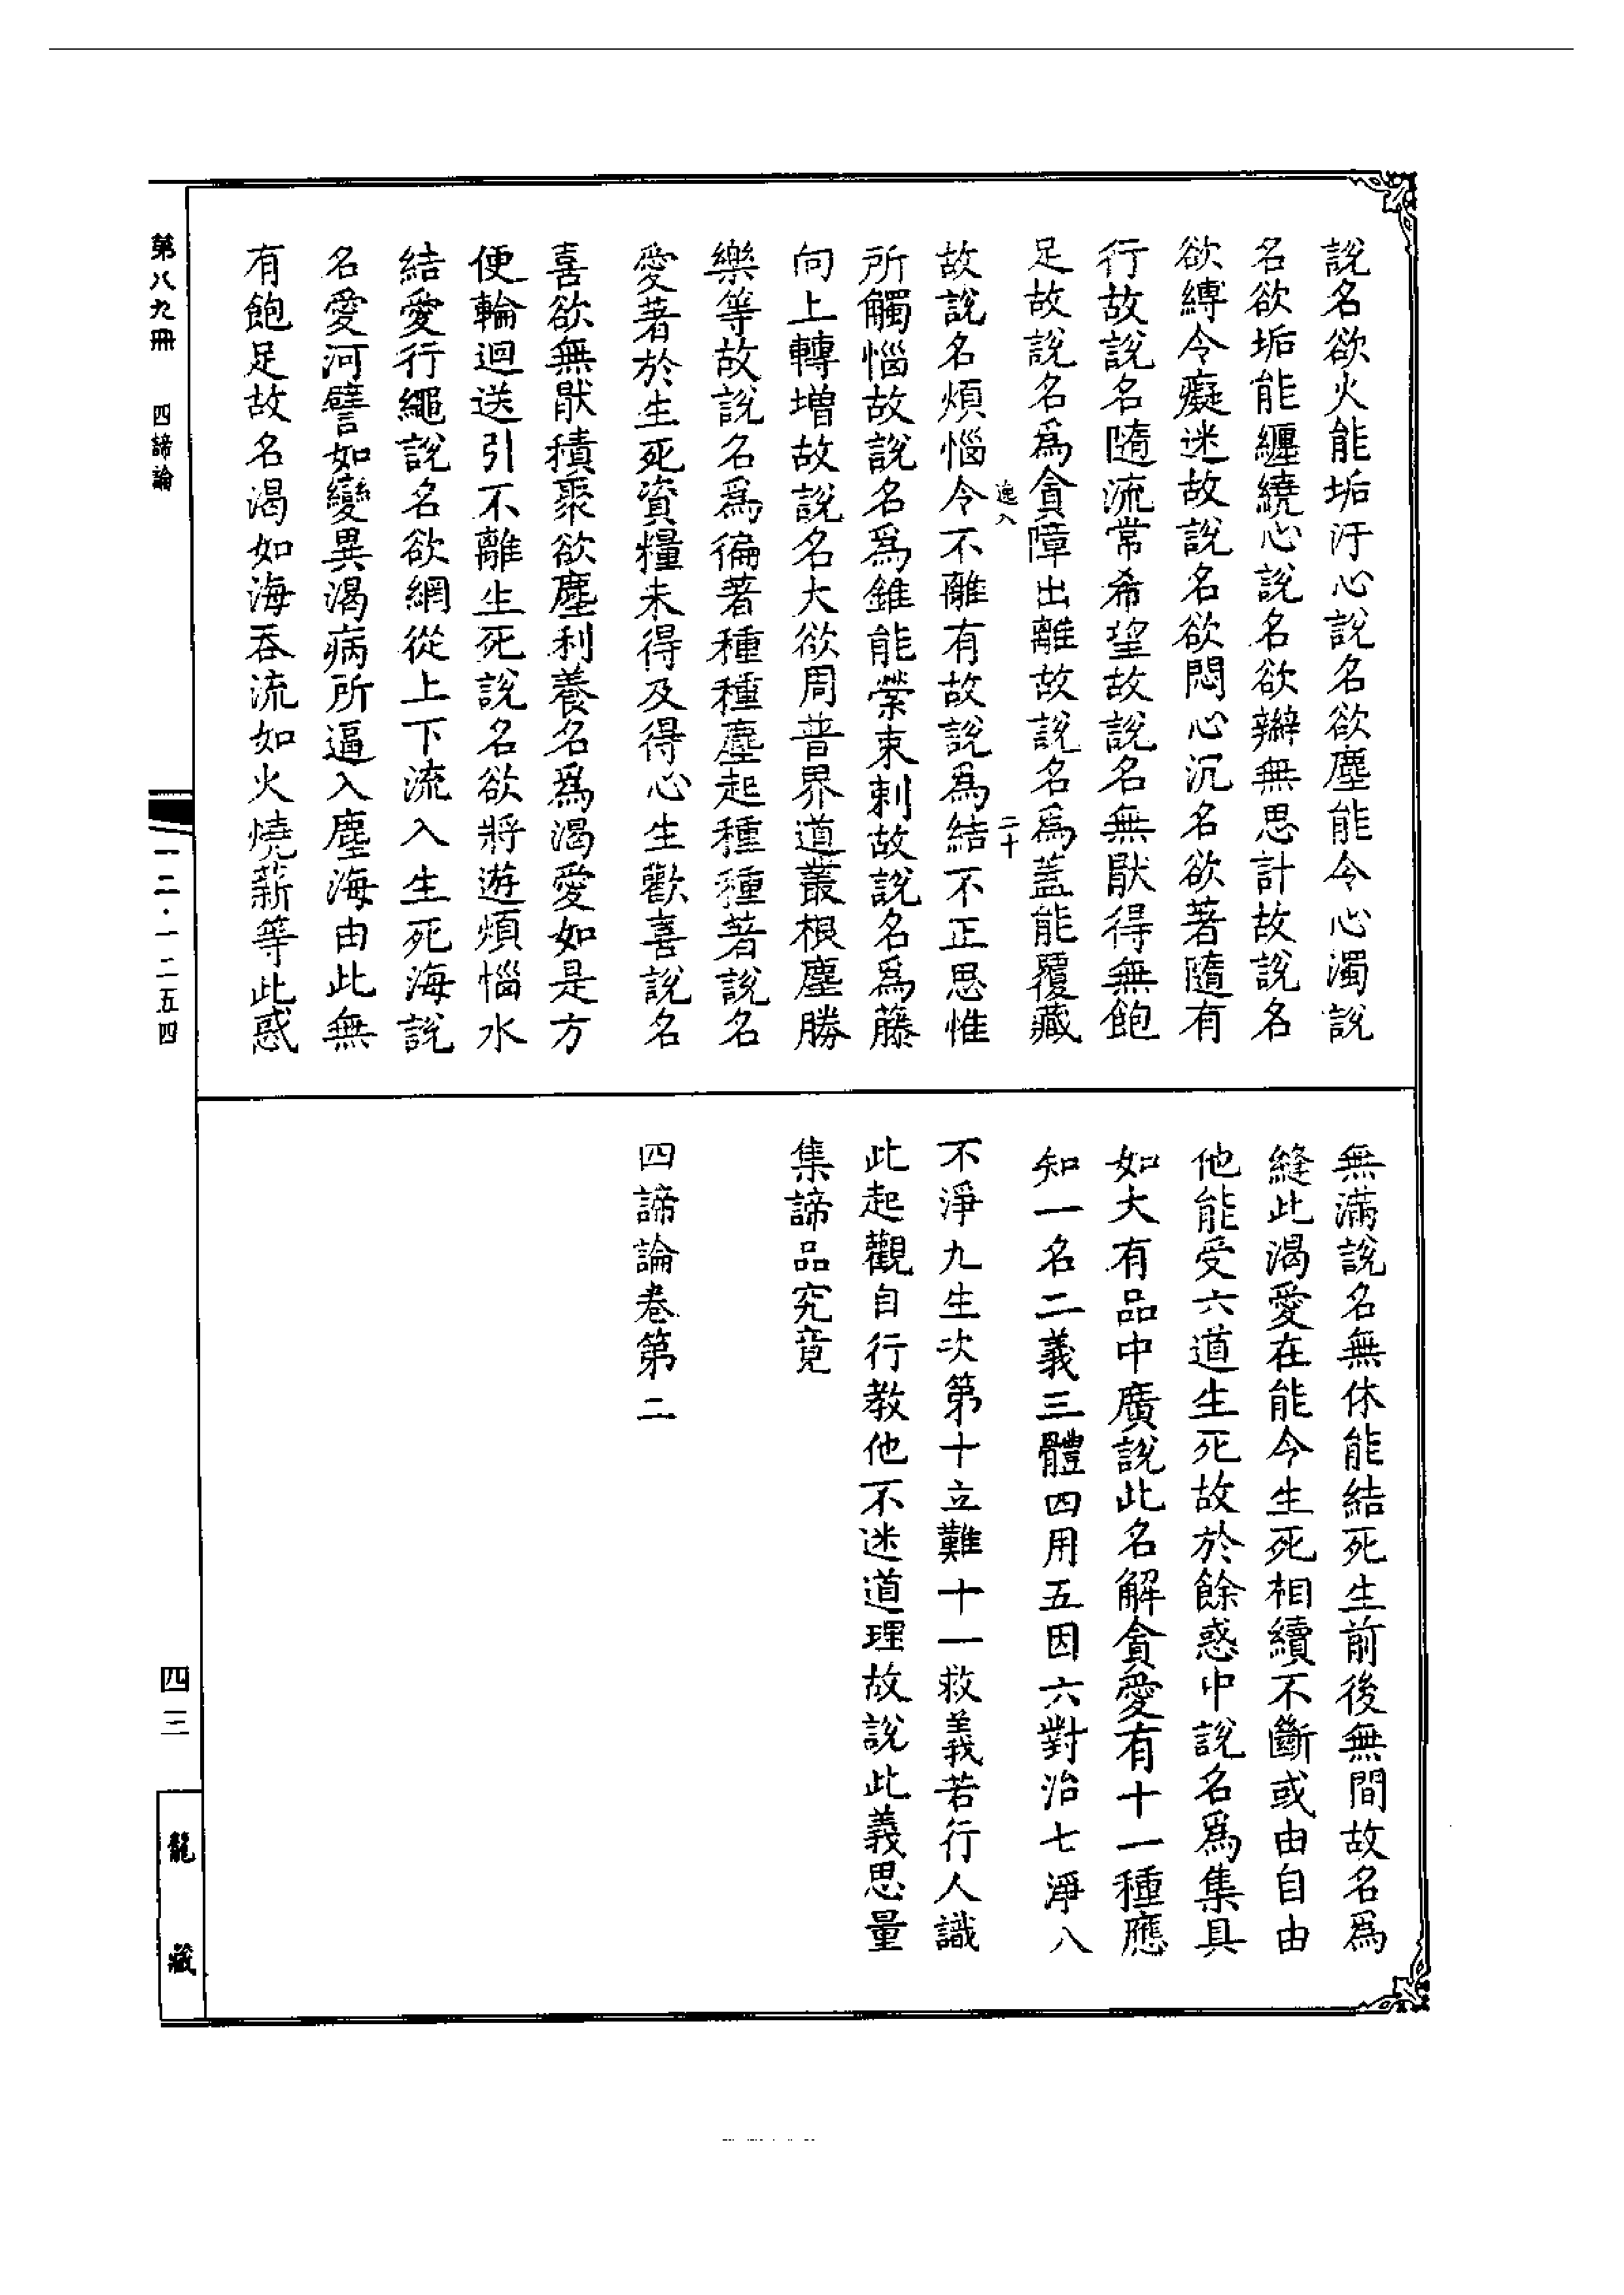 說名欲火能垢汙心說名欲塵能令心濁說
名欲垢能纏繞心說名欲辮無思計故說名
欲縛令癡迷故說名欲悶心沉名欲著隨有
行故說名隨流常希望故說名無猒得無飽
足故說名爲貪障出離故說名爲蓋能覆藏
逸八
二十
故說名煩惱令不離有故說爲結不正思惟
所觸惱故說名爲錐能縈束刺故說名爲藤
向上轉增故說名大欲周普界道叢根塵勝
樂等故說名爲徧著種種塵起種種著說名
愛著於生死資糧未得及得心生歡喜說名
喜欲無猒積聚欲塵利養名爲渴愛如是方
便輪迴送引不離生死說名欲將遊煩惱水
結愛行繩說名欲網從上下流入生死海說
名愛河譬如變異渴病所逼入塵海由此無
有飽足故名渴如海吞流如火燒薪等此惑
無滿說名無休能結死生前後無間故名爲
縫此渴愛在能令生死相續不斷或由自由
他能受六道生死故於餘惑中說名爲集具
如大有品中廣說此名解貪愛有十一種應
知一名二義三體四用五因六對治七淨八
不淨九生次第十立難十一救義若行人識
此起觀自行教他不迷道理故說此義思量
集諦品究竟
四諦論卷第二
第八九冊
四諦論
一二·一二五四
四三
龍藏